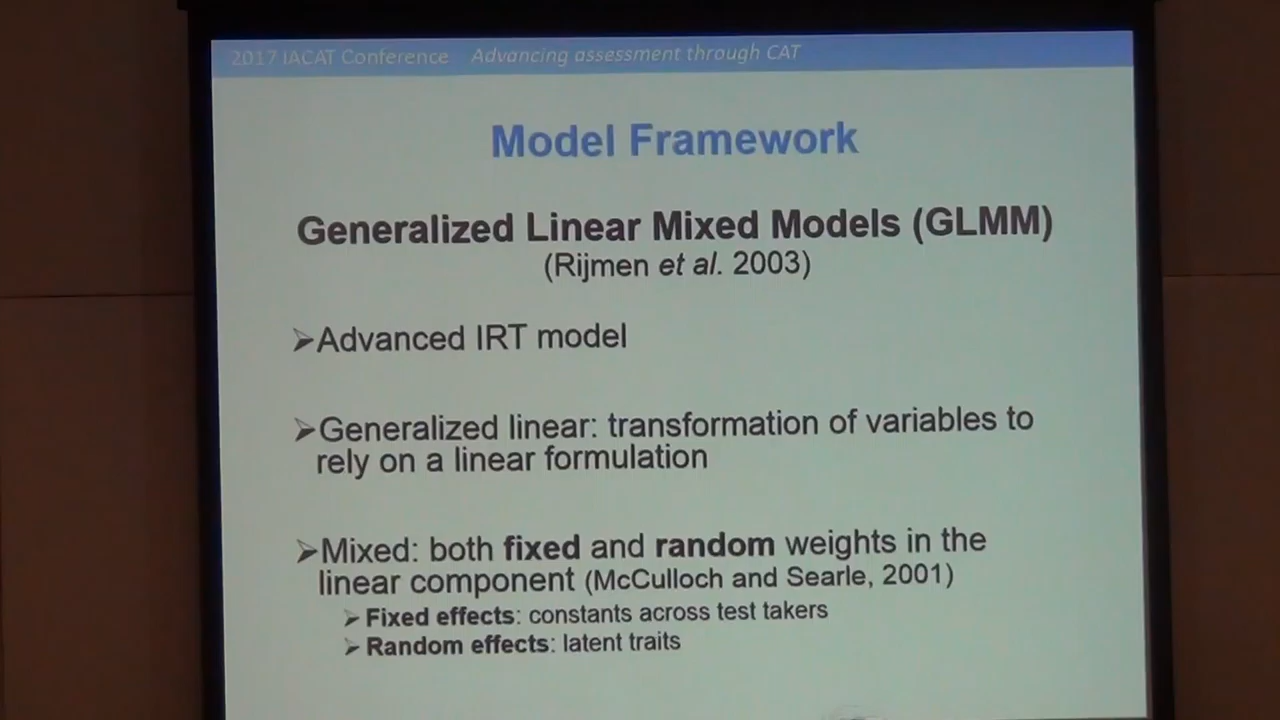 2017 IACAT Conference Advancing assessment through CAT
Model Framework
Generalized Linear Mixed Models (GLMM)
(Rijmen et al. 2003)
➢Advanced IRT model
➢Generalized linear: transformation of variables to
rely on a linear formulation
➢Mixed: both fixed and random weights in the
linear component (McCulloch and Searle, 2001)
➢ Fixed effects: constants across test takers
➢ Random effects: latent traits